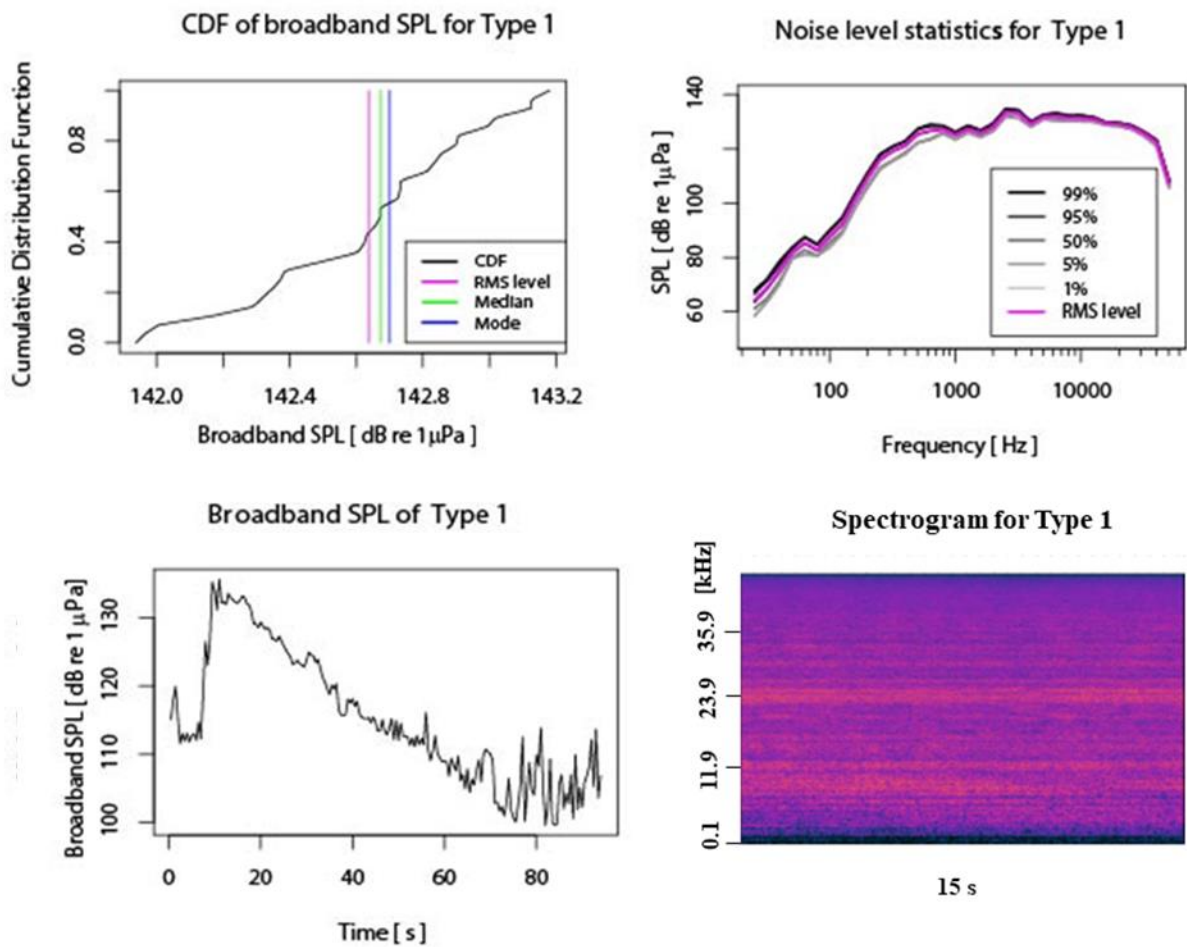 CDF of broadband SPL for Type 1
Cumulative Distribution Function
0.8
0.4
0.0
CDF
RMS level
Median
Mode
142.0 142.4 142.8 143.2
Broadband SPL [ dB re 1μPa ]
Noise level statistics for Type 1
SPL [ dB re 1μPa ]
140
100
80
60
99%
95%
50%
5%
1%
RMS level
100 1000 10000
Frequency [ Hz ]
Broadband SPL of Type 1
Broadband SPL [ dB re 1 μPa]
130
120
110
100
0 20 40 60 80
Time [ s ]
Spectrogram for Type 1
[kHz]
35.9
23.9
11.9
0.1
15 s